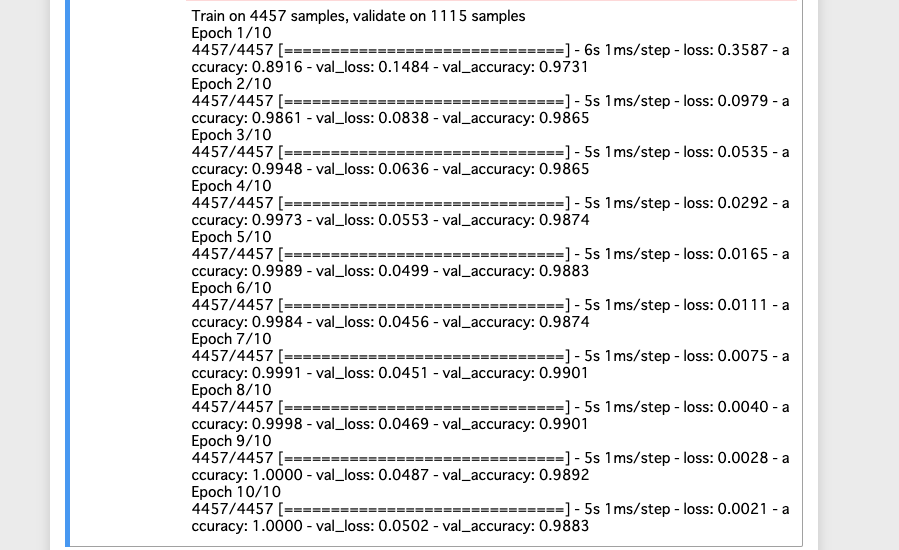 Train on 4457 samples, validate on 1115 samples
Epoch 1/10
4457/4457 [==============================] - 6s 1ms/step - loss: 0.3587 - a
ccuracy: 0.8916 - val_loss: 0.1484 - val_accuracy: 0.9731
Epoch 2/10
4457/4457 [==============================] - 5s 1ms/step - loss: 0.0979 - a
ccuracy: 0.9861 - val_loss: 0.0838 - val_accuracy: 0.9865
Epoch 3/10
4457/4457 [==============================] - 5s 1ms/step - loss: 0.0535 - a
ccuracy: 0.9948 - val_loss: 0.0636 - val_accuracy: 0.9865
Epoch 4/10
4457/4457 [==============================] - 5s 1ms/step - loss: 0.0292 - a
ccuracy: 0.9973 - val_loss: 0.0553 - val_accuracy: 0.9874
Epoch 5/10
4457/4457 [==============================] - 5s 1ms/step - loss: 0.0165 - a
ccuracy: 0.9989 - val_loss: 0.0499 - val_accuracy: 0.9883
Epoch 6/10
4457/4457 [==============================] - 5s 1ms/step - loss: 0.0111 - a
ccuracy: 0.9984 - val_loss: 0.0456 - val_accuracy: 0.9874
Epoch 7/10
4457/4457 [==============================] - 5s 1ms/step - loss: 0.0075 - a
ccuracy: 0.9991 - val_loss: 0.0451 - val_accuracy: 0.9901
Epoch 8/10
4457/4457 [==============================] - 5s 1ms/step - loss: 0.0040 - a
ccuracy: 0.9998 - val_loss: 0.0469 - val_accuracy: 0.9901
Epoch 9/10
4457/4457 [==============================] - 5s 1ms/step - loss: 0.0028 - a
ccuracy: 1.0000 - val_loss: 0.0487 - val_accuracy: 0.9892
Epoch 10/10
4457/4457 [==============================] - 5s 1ms/step - loss: 0.0021 - a
ccuracy: 1.0000 - val_loss: 0.0502 - val_accuracy: 0.9883